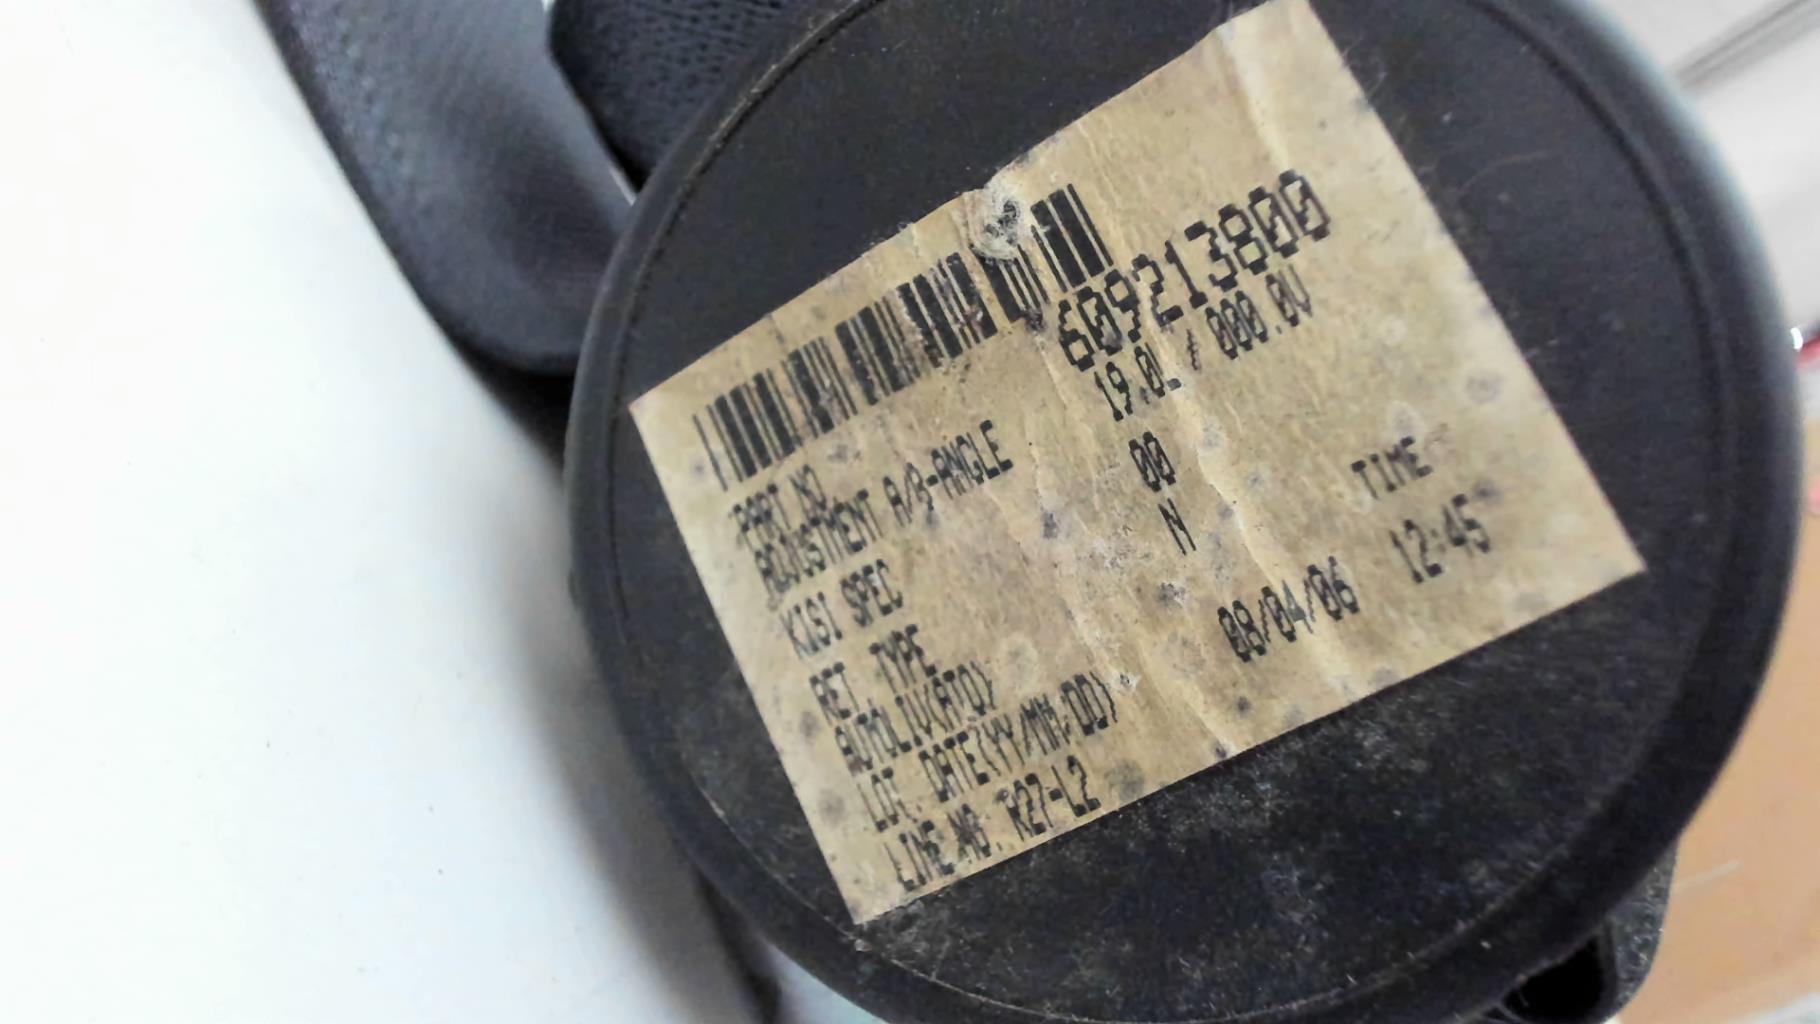 PART NO. 609213800
ADJUSTMENT A/B-ANGLE 19.0L / 000.0V
KISI SPEC 00
RET. TYPE N
AUTOLIV(ATO) TIME
LOT. DATE(YY/MM/DD) 08/04/06 12:45
LINE NO. R27-L2